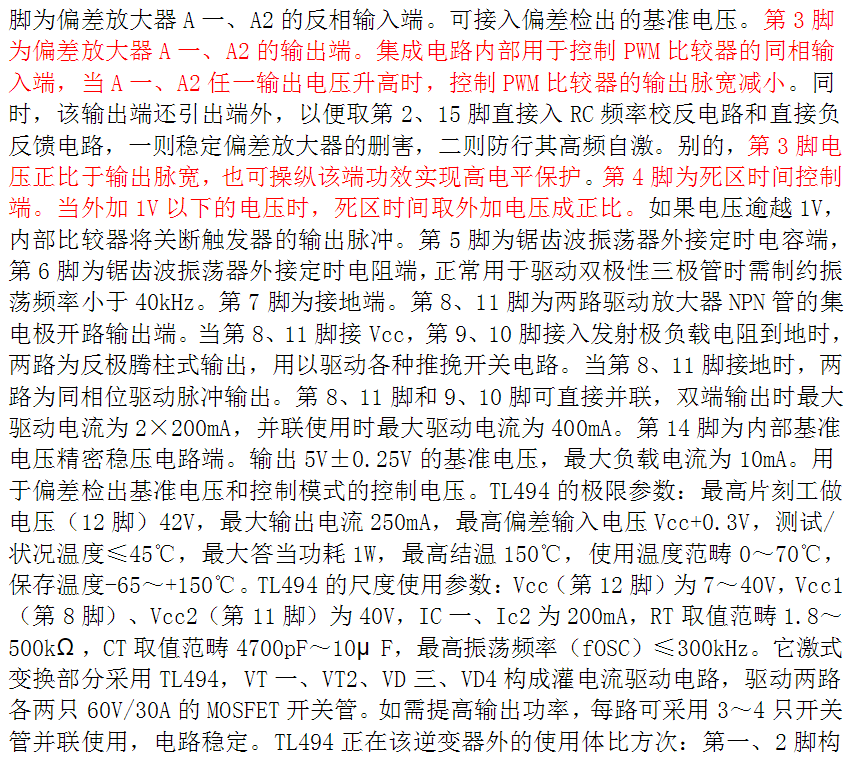 脚为偏差放大器 A 一、A2 的反相输入端。可接入偏差检出的基准电压。第 3 脚
为偏差放大器 A 一、A2 的输出端。集成电路内部用于控制 PWM 比较器的同相输
入端，当 A 一、A2 任一输出电压升高时，控制 PWM 比较器的输出脉宽减小。同
时，该输出端还引出端外，以便取第 2、15 脚直接入 RC 频率校反电路和直接负
反馈电路，一则稳定偏差放大器的删害，二则防行其高频自激。别的，第 3 脚电
压正比于输出脉宽，也可操纵该端功效实现高电平保护。第 4 脚为死区时间控制
端。当外加 1V 以下的电压时，死区时间取外加电压成正比。如果电压逾越 1V，
内部比较器将关断触发器的输出脉冲。第 5 脚为锯齿波振荡器外接定时电容端，
第 6 脚为锯齿波振荡器外接定时电阻端，正常用于驱动双极性三极管时需制约振
荡频率小于 40kHz。第 7 脚为接地端。第 8、11 脚为两路驱动放大器 NPN 管的集
电极开路输出端。当第 8、11 脚接 Vcc，第 9、10 脚接入发射极负载电阻到地时，
两路为反极腾柱式输出，用以驱动各种推挽开关电路。当第 8、11 脚接地时，两
路为同相位驱动脉冲输出。第 8、11 脚和 9、10 脚可直接并联，双端输出时最大
驱动电流为 2×200mA，并联使用时最大驱动电流为 400mA。第 14 脚为内部基准
电压精密稳压电路端。输出 5V±0.25V 的基准电压，最大负载电流为 10mA。用
于偏差检出基准电压和控制模式的控制电压。TL494 的极限参数：最高片刻工做
电压（12 脚）42V，最大输出电流 250mA，最高偏差输入电压 Vcc+0.3V，测试/
状况温度≤45℃，最大答当功耗 1W，最高结温 150℃，使用温度范畴 0～70℃，
保存温度-65～+150℃。TL494 的尺度使用参数：Vcc（第 12 脚）为 7～40V，Vcc1
（第 8 脚）、Vcc2（第 11 脚）为 40V，IC 一、Ic2 为 200mA，RT 取值范畴 1.8～
500kΩ，CT 取值范畴 4700pF～10μF，最高振荡频率（fOSC）≤300kHz。它激式
变换部分采用 TL494，VT 一、VT2、VD 三、VD4 构成灌电流驱动电路，驱动两路
各两只 60V/30A 的 MOSFET 开关管。如需提高输出功率，每路可采用 3～4 只开关
管并联使用，电路稳定。TL494 正在该逆变器外的使用体比方次：第一、2 脚构